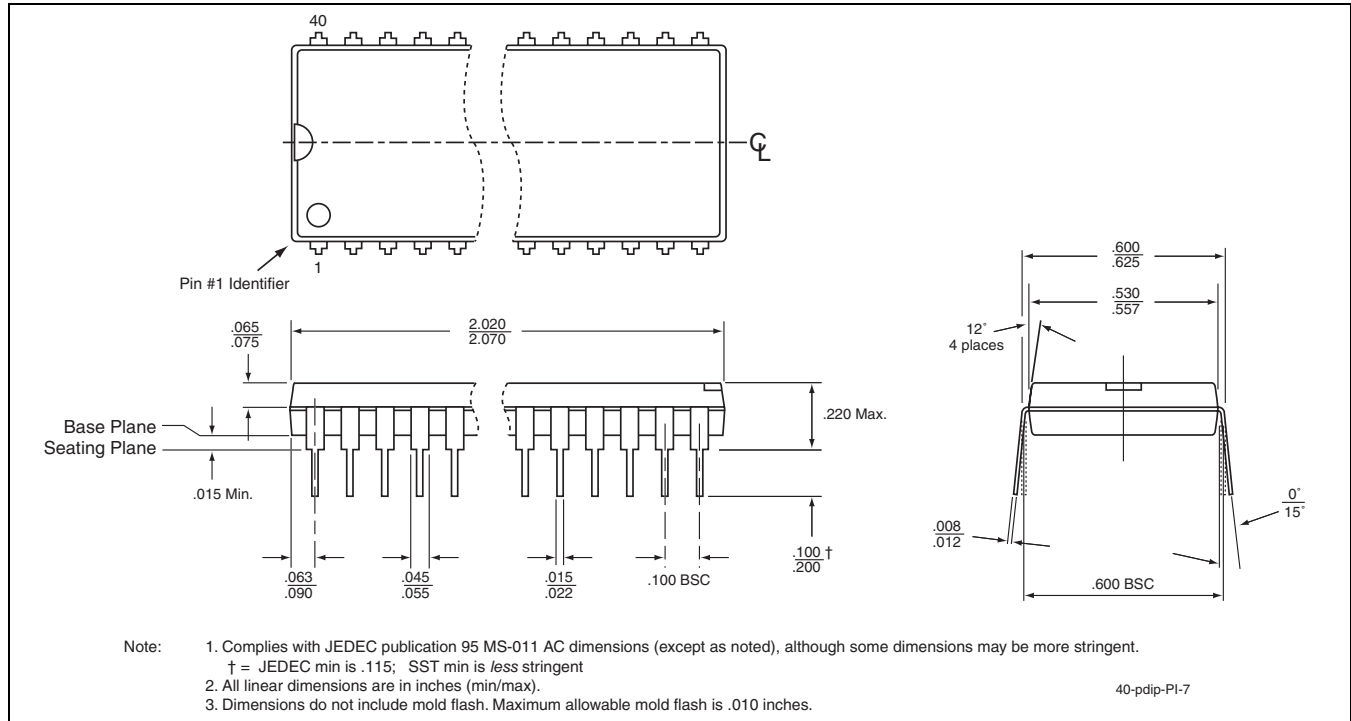 40
C
L
1
Pin #1 Identifier
.600
.625
.530
.557
12°
4 places
.065
.075
2.020
2.070
.220 Max.
Base Plane
Seating Plane
.015 Min.
0°
15°
.008
.012
.100 †
.200
.063
.090
.045
.055
.015
.022
.100 BSC
.600 BSC
Note: 1. Complies with JEDEC publication 95 MS-011 AC dimensions (except as noted), although some dimensions may be more stringent.
† = JEDEC min is .115; SST min is less stringent
2. All linear dimensions are in inches (min/max).
3. Dimensions do not include mold flash. Maximum allowable mold flash is .010 inches.
40-pdip-PI-7